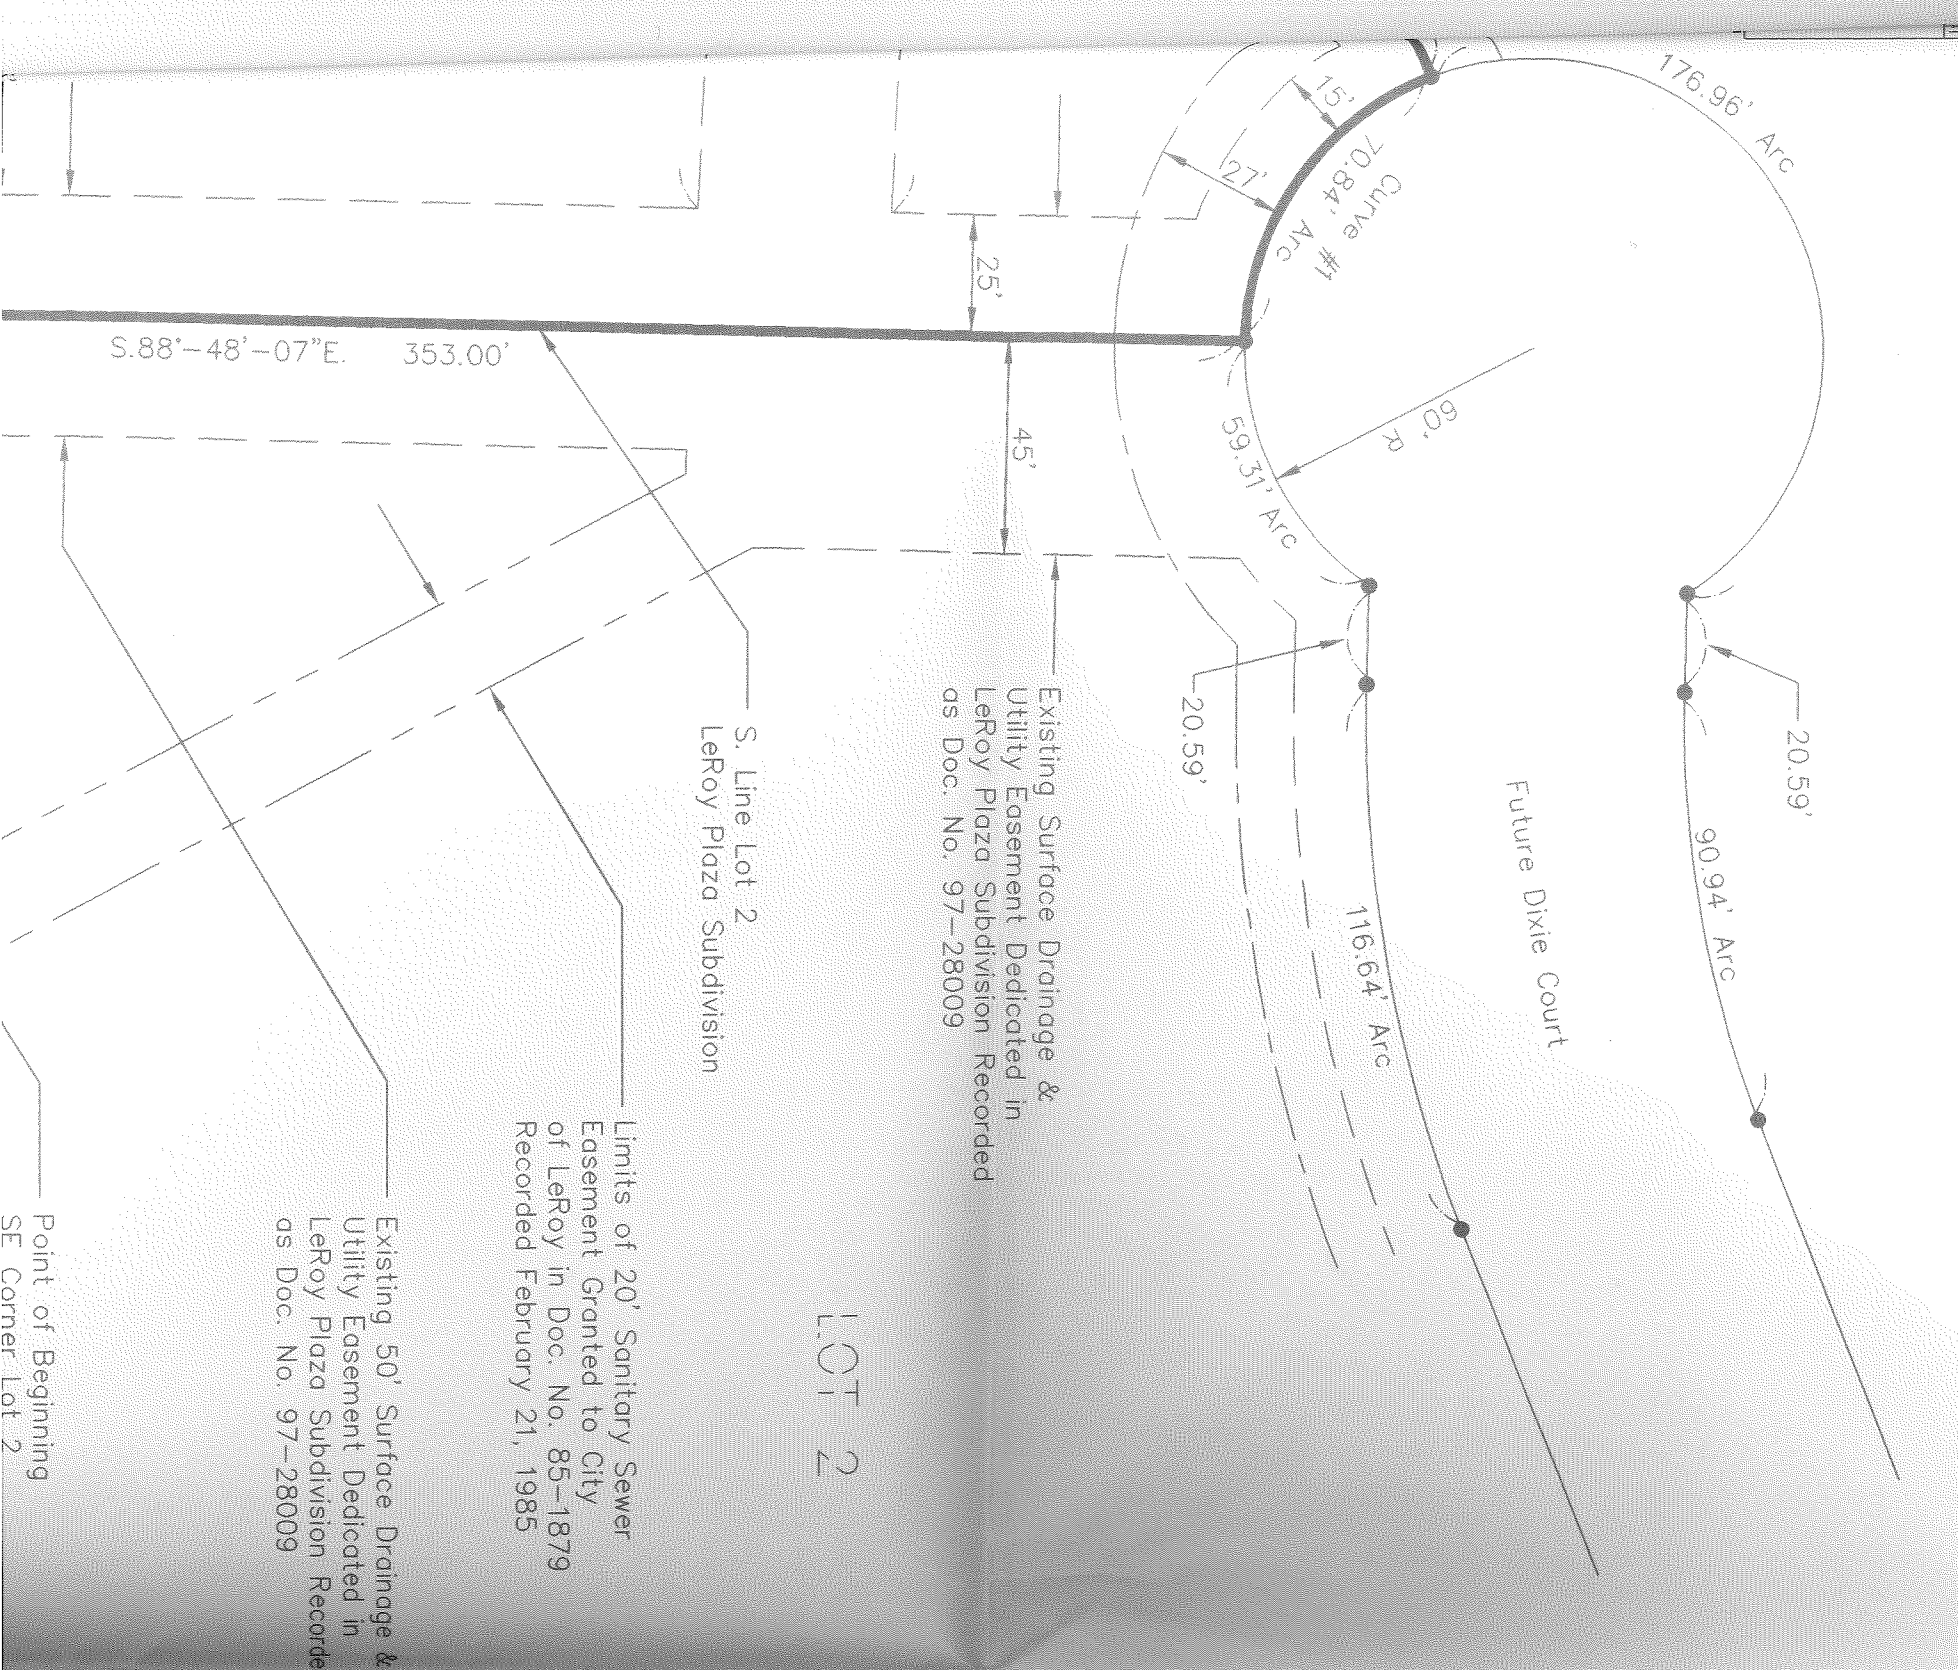 176.96' Arc
15'
Curve #1
70.84' Arc
27'
25'
S.88'-48'-07"E. 353.00'
60' R
45'
59.31' Arc
20.59'
20.59'
Future Dixie Court
90.94' Arc
116.64' Arc
Existing Surface Drainage &
Utility Easement Dedicated in
LeRoy Plaza Subdivision Recorded
as Doc. No. 97-28009
S. Line Lot 2
LeRoy Plaza Subdivision
LOT 2
Limits of 20' Sanitary Sewer
Easement Granted to City
of LeRoy in Doc. No. 85-1879
Recorded February 21, 1985
Existing 50' Surface Drainage &
Utility Easement Dedicated in
LeRoy Plaza Subdivision Recorde
as Doc. No. 97-28009
Point of Beginning
SE Corner Lot 2